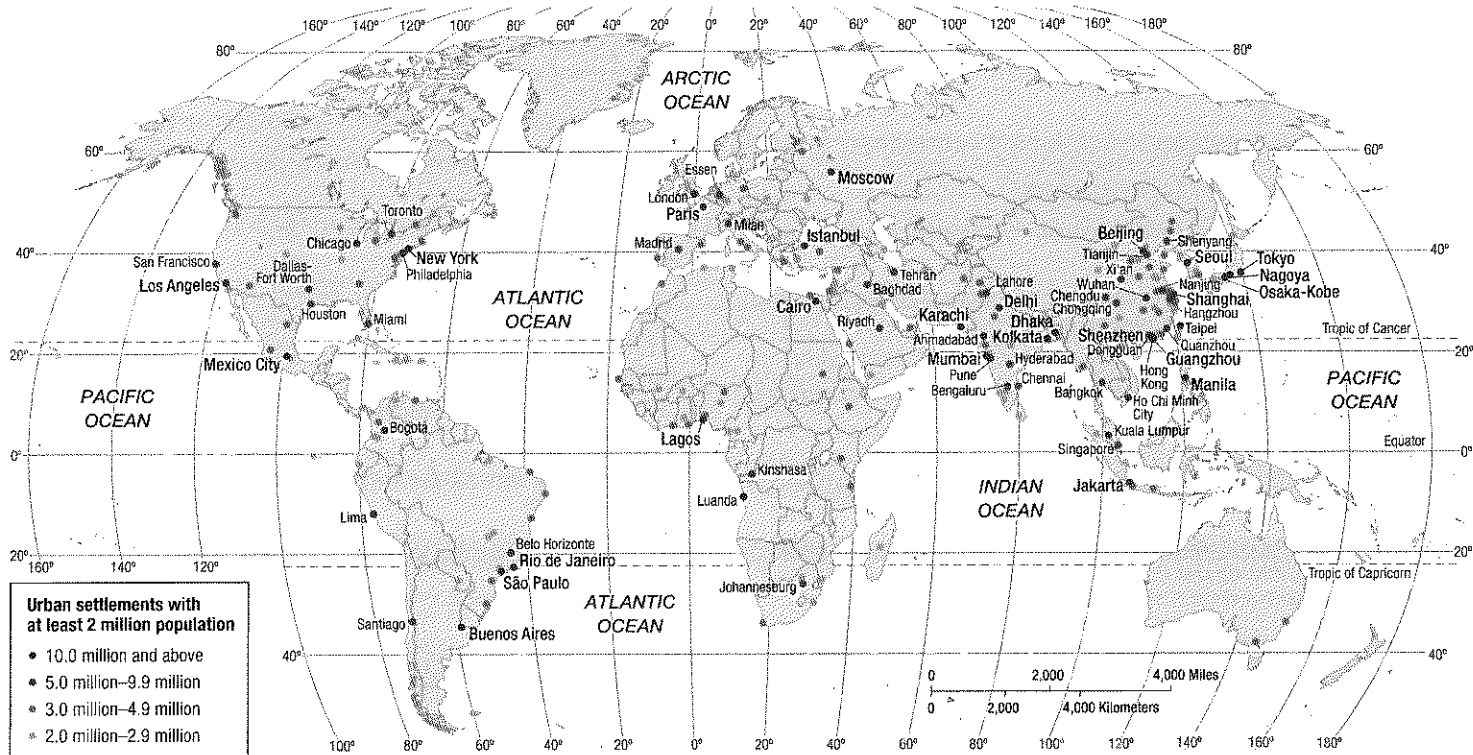 160° 140° 120° 100° 80° 60° 40° 20° 0° 20° 40° 60° 80° 100° 120° 140° 160° 180°
80° 80°
ARCTIC
OCEAN
60° 60°
Essen
London
Moscow
Paris
Toronto
Milan
Chicago
Madrid
Istanbul
Beijing
Shenyang
40° 40°
New York
Tianjin
Seoul
Tokyo
San Francisco
Dallas-
Fort Worth
Philadelphia
Tehran
Xi'an
Nagoya
Los Angeles
Baghdad
Lahore
Wuhan
Nanjing
Osaka-Kobe
ATLANTIC
OCEAN
Houston
Cairo
Delhi
Chengdu
Shanghai
Miami
Riyadh
Karachi
Dhaka
Chongqing
Hangzhou
Ahmadabad
Kolkata
Shenzhen
Taipei
Tropic of Cancer
20° 20°
Mexico City
Mumbai
Hyderabad
Dongguan
Quanzhou
Guangzhou
Pune
Chennai
Hong
Kong
Bengaluru
Bangkok
Manila
PACIFIC
OCEAN
PACIFIC
OCEAN
Ho Chi Minh
City
Bogota
Lagos
Kuala Lumpur
Singapore
Equator
0° 0°
Kinshasa
INDIAN
OCEAN
Jakarta
Luanda
Lima
Belo Horizonte
20° 20°
Rio de Janeiro
160° 140° 120°
Tropic of Capricorn
São Paulo
Johannesburg
ATLANTIC
OCEAN
Santiago
Buenos Aires
40° 40°
Urban settlements with
at least 2 million population
10.0 million and above
5.0 million–9.9 million
3.0 million–4.9 million
2.0 million–2.9 million
0 2,000 4,000 Miles
0 2,000 4,000 Kilometers
100° 80° 60° 40° 20° 0° 20° 40° 60° 80° 100° 120° 140° 160° 180°